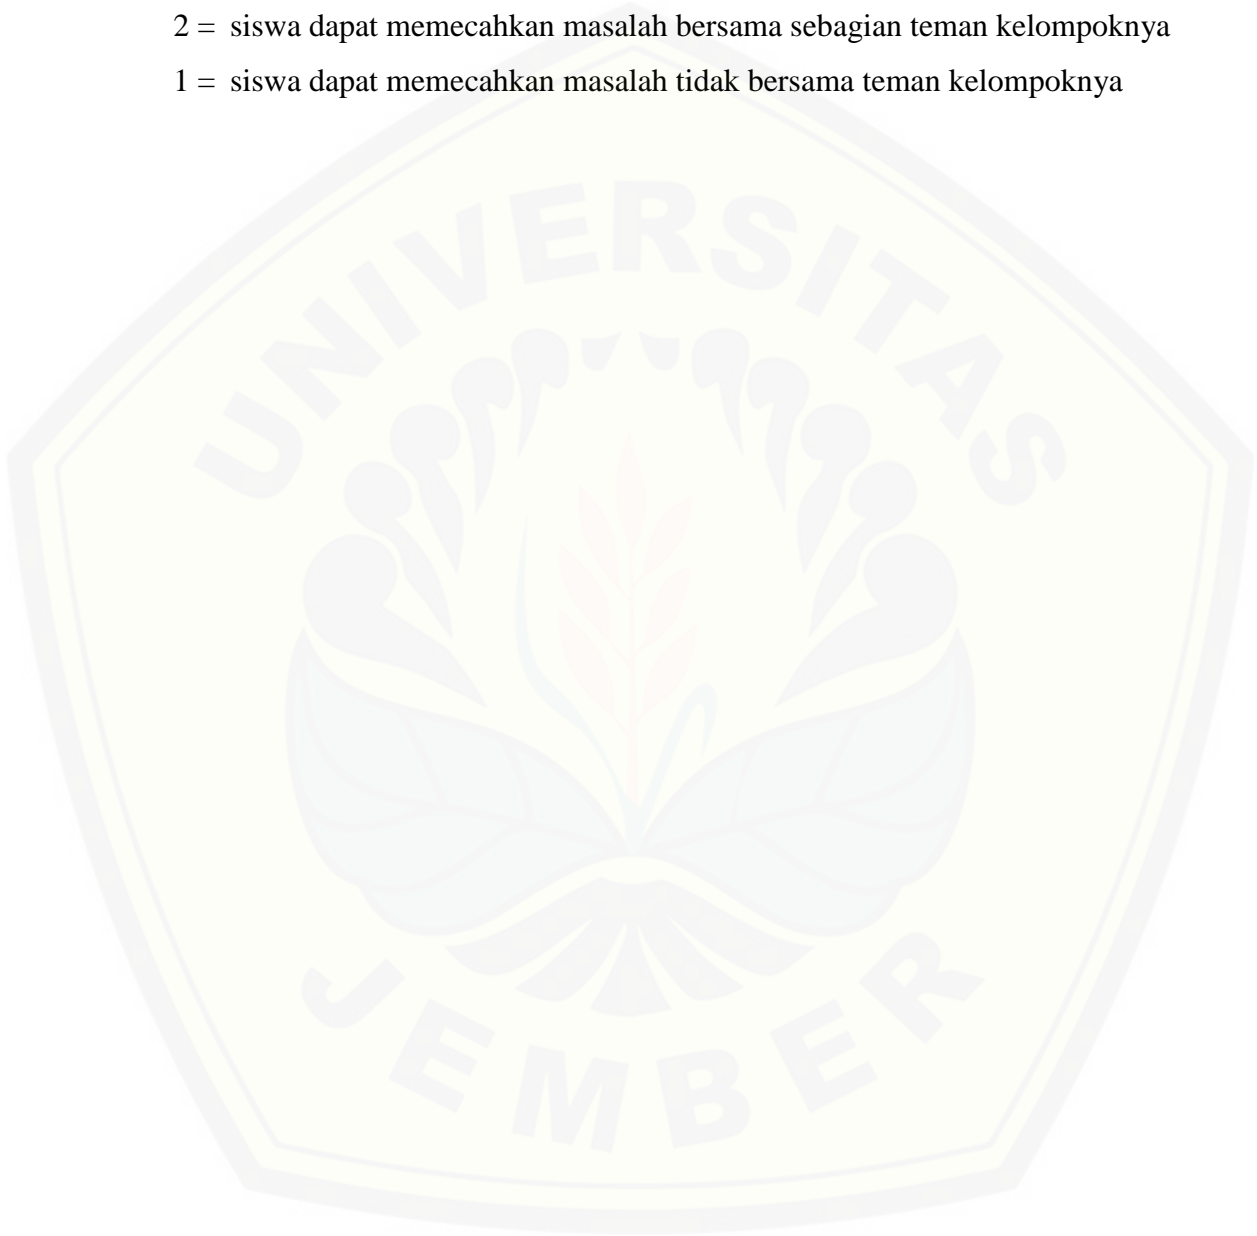 2 = siswa dapat memecahkan masalah bersama sebagian teman kelompoknya
1 = siswa dapat memecahkan masalah tidak bersama teman kelompoknya
UNIVERSITAS
JEMBER